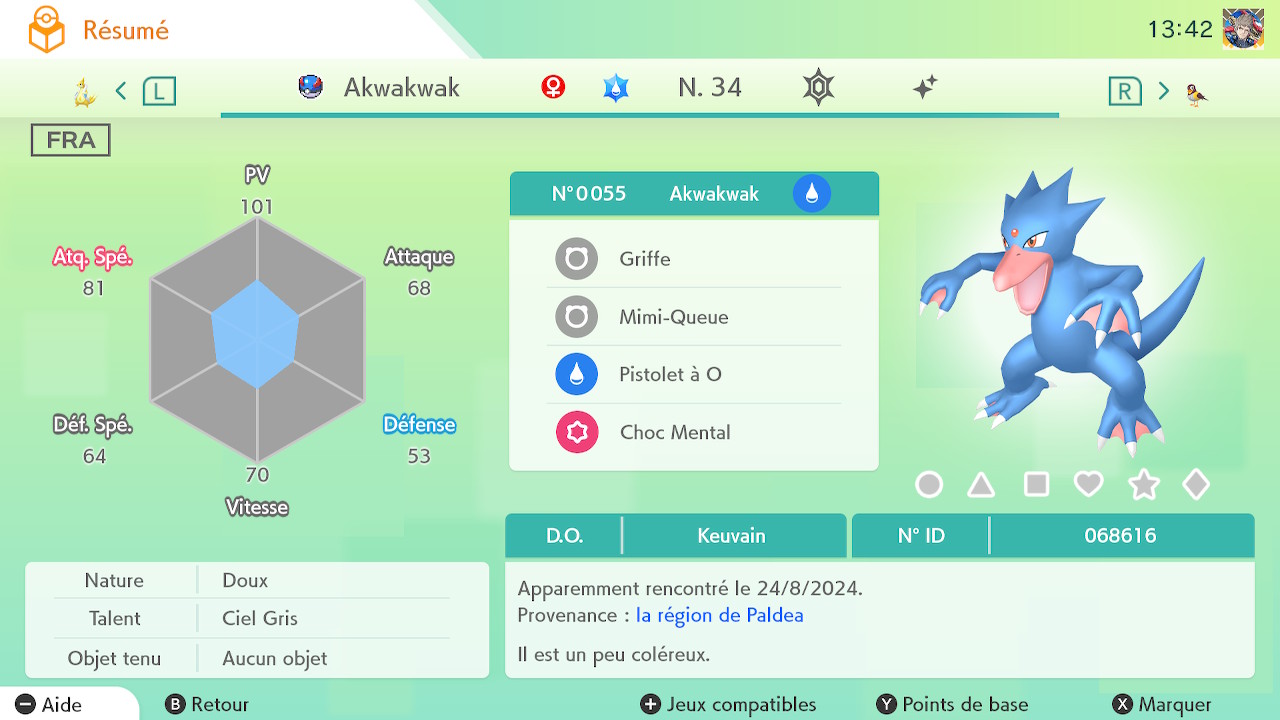 Résumé
13:42
L
Akwakwak
N. 34
R
FRA
PV
101
Atq. Spé.
81
Attaque
68
Déf. Spé.
64
Défense
53
70
Vitesse
N°0055 Akwakwak
Griffe
Mimi-Queue
Pistolet à O
Choc Mental
D.O. Keuvain
N° ID 068616
Nature Doux
Talent Ciel Gris
Objet tenu Aucun objet
Apparemment rencontré le 24/8/2024.
Provenance : la région de Paldea
Il est un peu coléreux.
Aide
B Retour
Jeux compatibles
Y Points de base
X Marquer